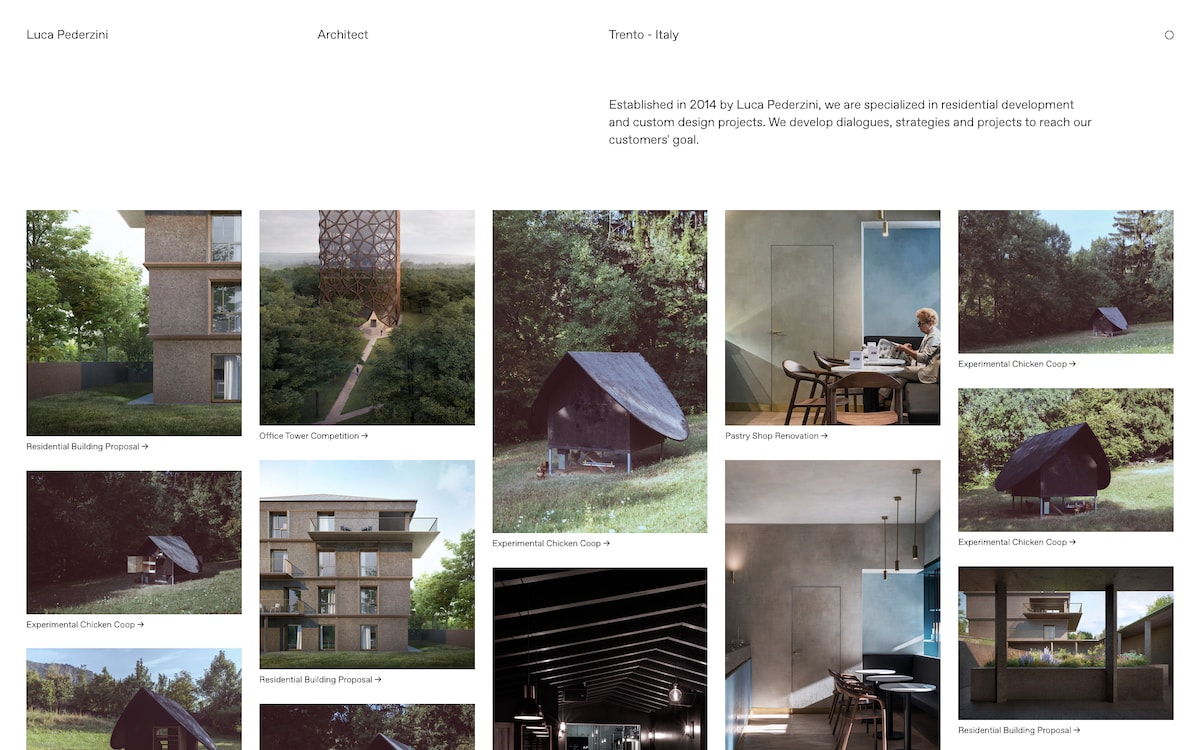 Luca Pederzini
Architect
Trento - Italy
Established in 2014 by Luca Pederzini, we are specialized in residential development
and custom design projects. We develop dialogues, strategies and projects to reach our
customers' goal.
Residential Building Proposal →
Experimental Chicken Coop →
Office Tower Competition →
Residential Building Proposal →
Experimental Chicken Coop →
Pastry Shop Renovation →
Experimental Chicken Coop →
Experimental Chicken Coop →
Residential Building Proposal →